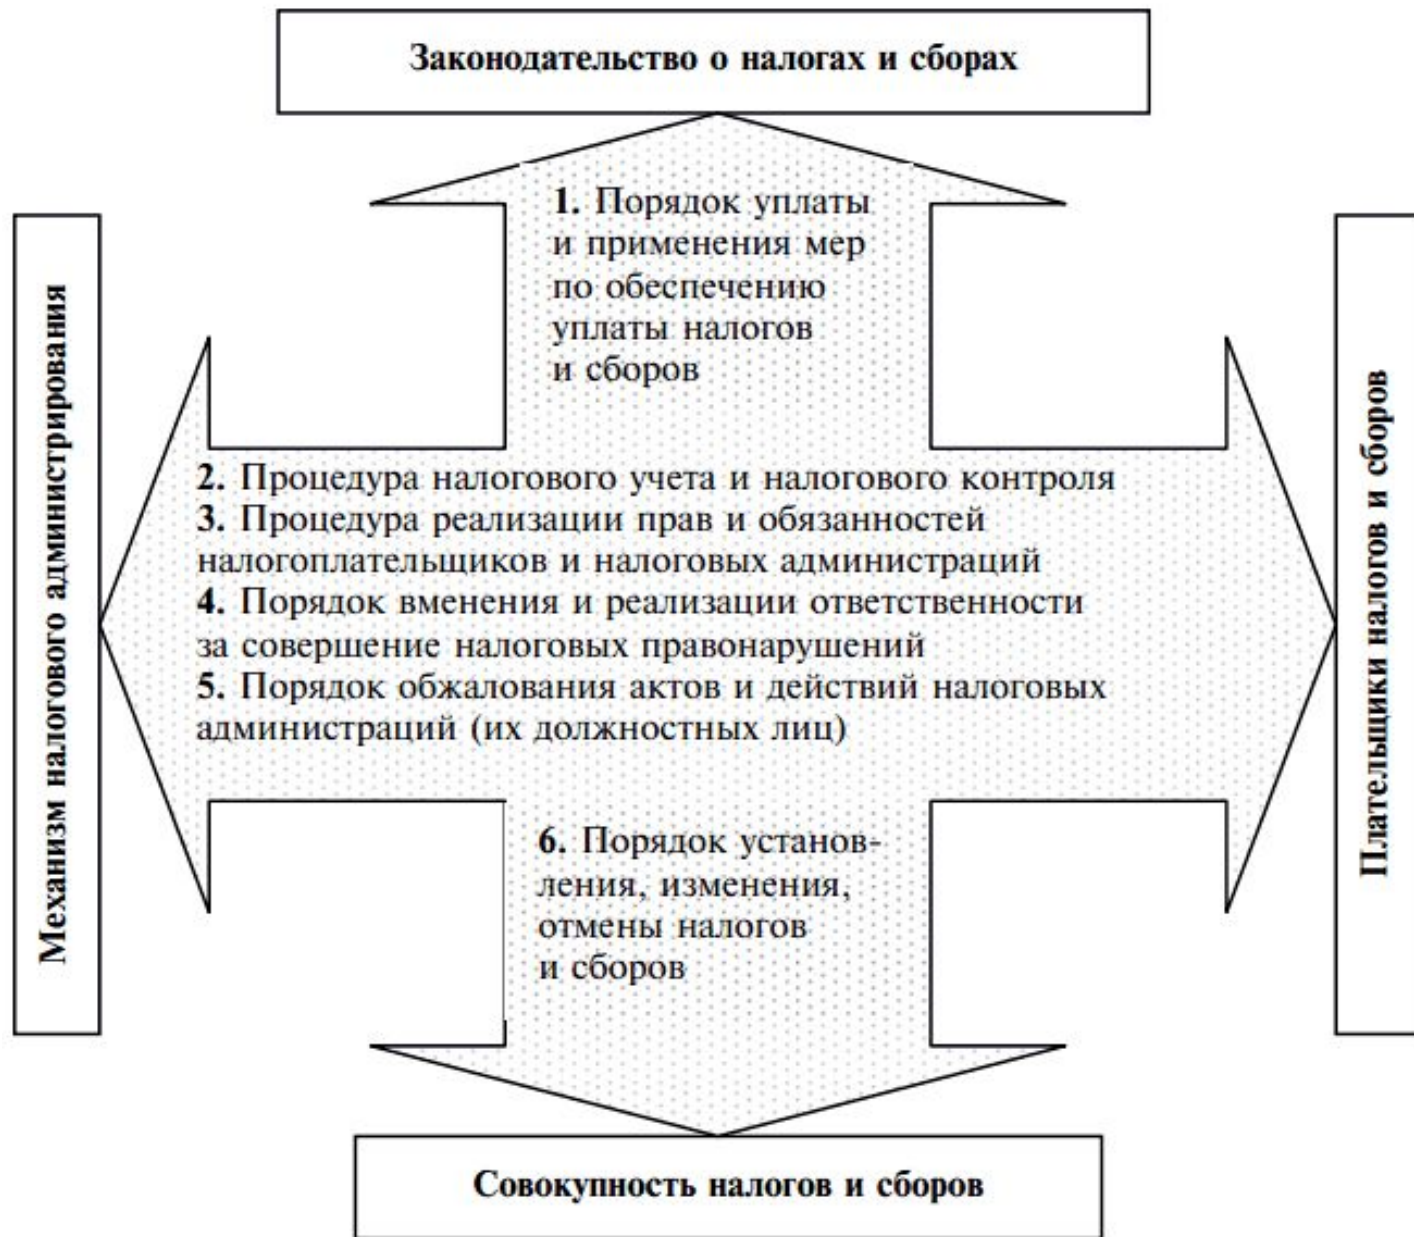 Законодательство о налогах и сборах
1. Порядок уплаты
и применения мер
по обеспечению
уплаты налогов
и сборов
Механизм налогового администрирования
2. Процедура налогового учета и налогового контроля
3. Процедура реализации прав и обязанностей
налогоплательщиков и налоговых администраций
4. Порядок вменения и реализации ответственности
за совершение налоговых правонарушений
5. Порядок обжалования актов и действий налоговых
администраций (их должностных лиц)
Плательщики налогов и сборов
6. Порядок установ-
ления, изменения,
отмены налогов
и сборов
Совокупность налогов и сборов